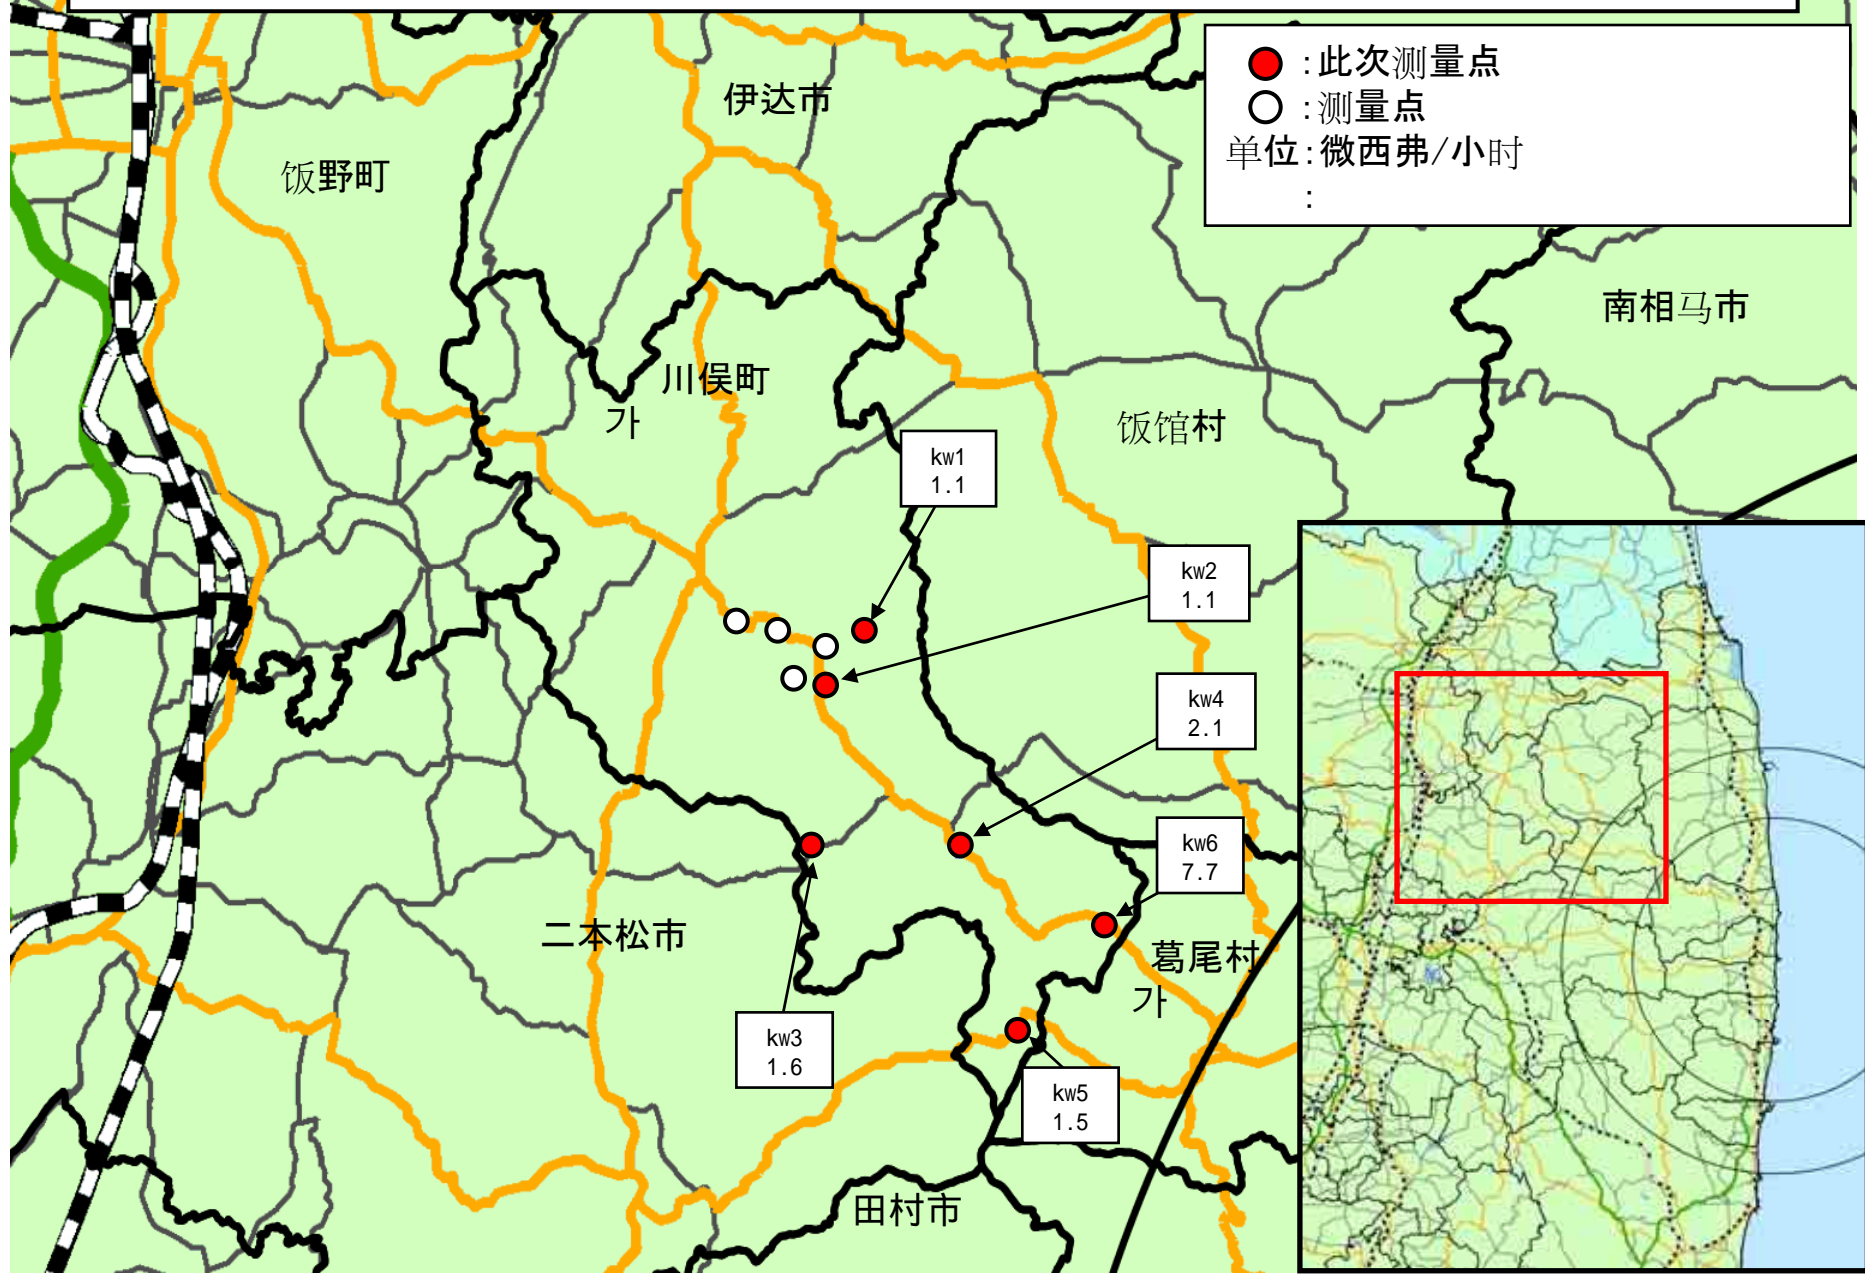 :此次测量点
:测量点
单位:微西弗/小时
:
伊达市
饭野町
南相马市
川俣町
가
饭馆村
kw1
1.1
kw2
1.1
kw4
2.1
kw6
7.7
二本松市
葛尾村
가
kw3
1.6
kw5
1.5
田村市